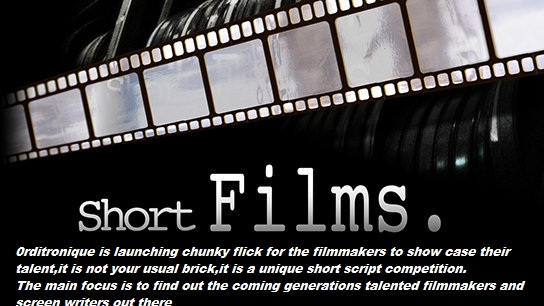 Short Films.
Orditronique is launching chunky flick for the filmmakers to show case their
talent,it is not your usual brick,it is a unique short script competition.
The main focus is to find out the coming generations talented filmmakers and
screen writers out there